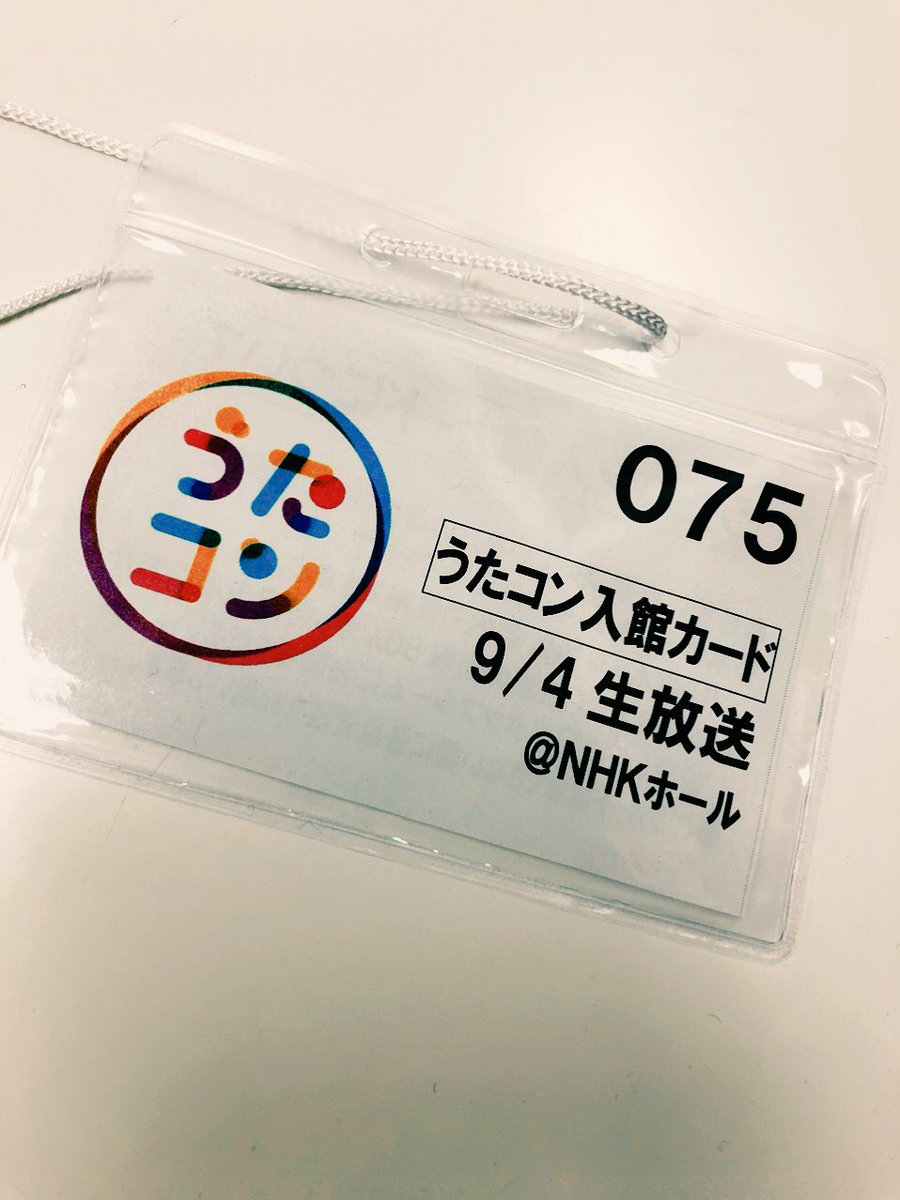 うた
コン
075
うたコン入館カード
9/4 生放送
@NHKホール